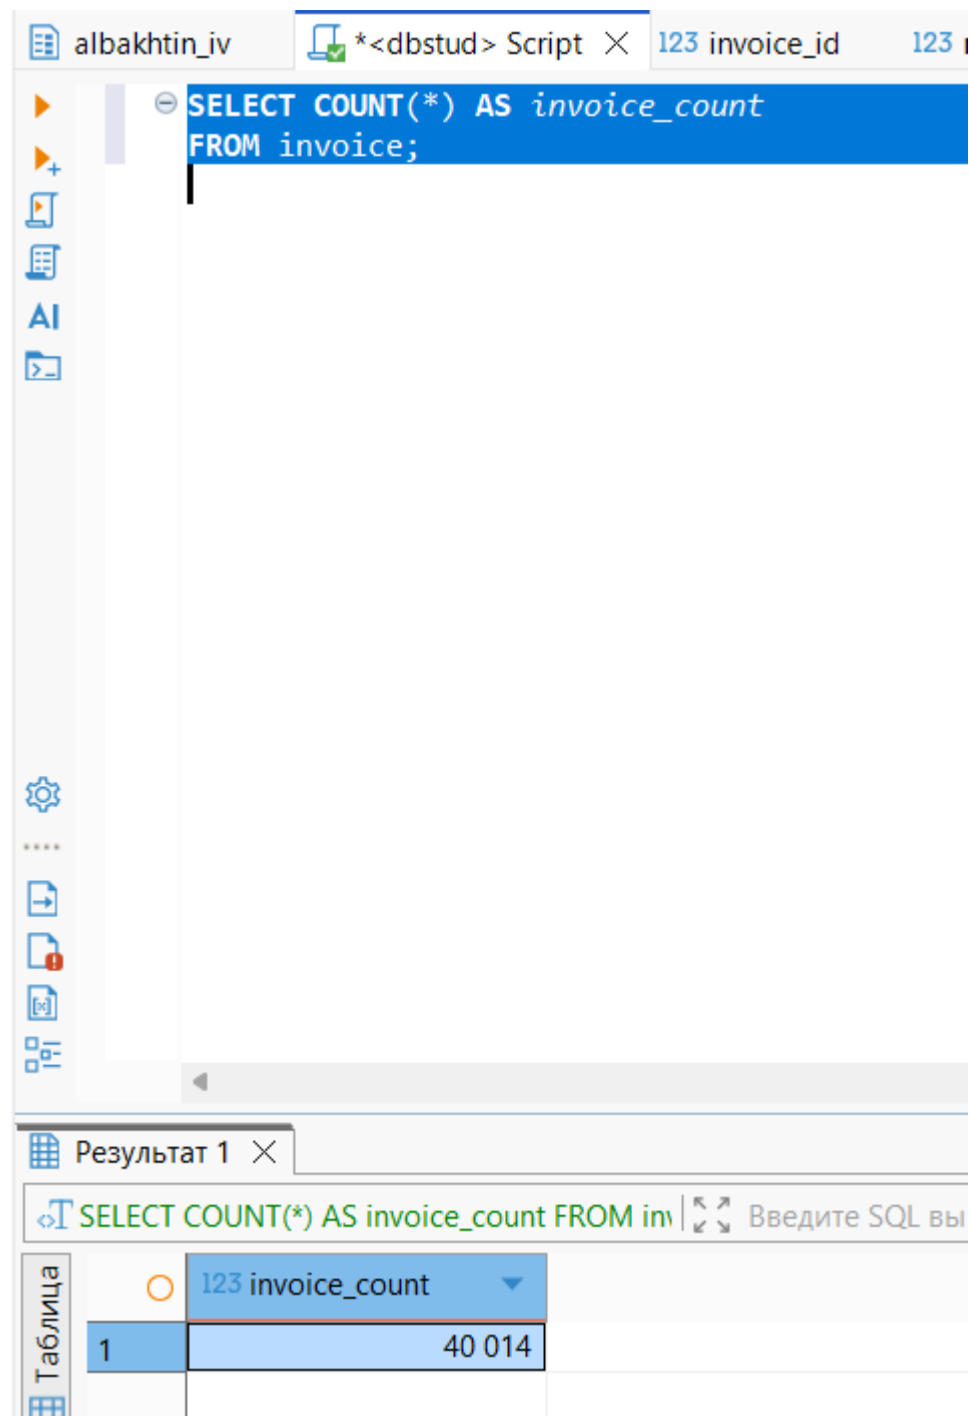 albakhtin_iv
*<dbstud> Script
123 invoice_id
123
SELECT COUNT(*) AS invoice_count
FROM invoice;
AI
Результат 1
SELECT COUNT(*) AS invoice_count FROM inv
Введите SQL вы
Таблица
123 invoice_count
1
40 014